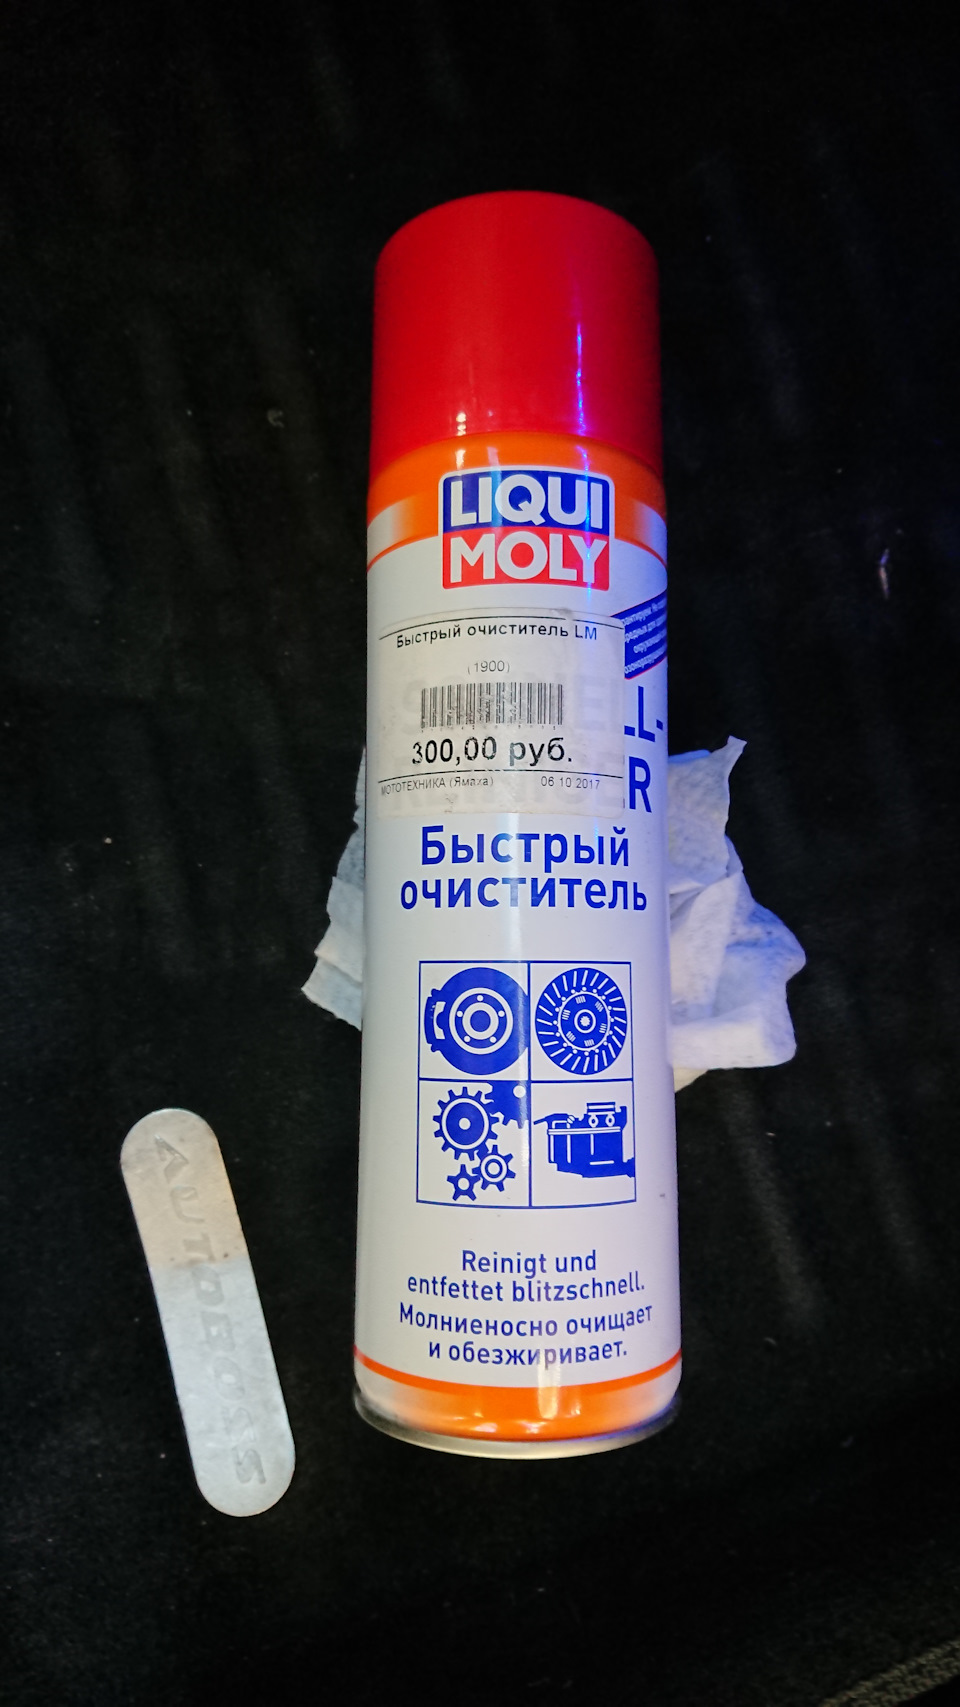 LIQUI
MOLY
Быстрый очиститель LM
(1900)
300,00 руб.
МОТОТЕХНИКА (Ямаха) 06 10 2017
LL-
R
Быстрый
очиститель
Reinigt und
entfettet blitzschnell.
Молниеносно очищает
и обезжиривает.
AUTOBOSS